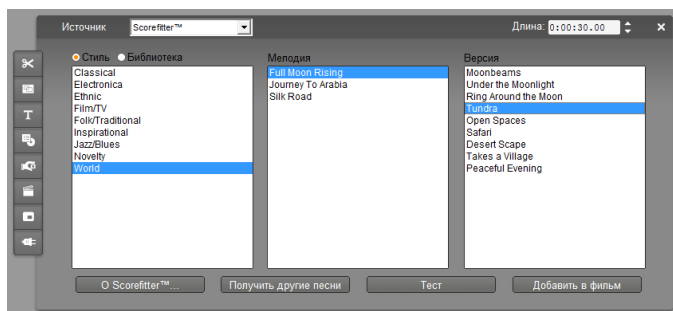 Источник Scorefitter™ Длина: 0:00:30.00
Стиль Библиотека
Classical
Electronica
Ethnic
Film/TV
Folk/Traditional
Inspirational
Jazz/Blues
Novelty
World
Мелодия
Full Moon Rising
Journey To Arabia
Silk Road
Версия
Moonbeams
Under the Moonlight
Ring Around the Moon
Tundra
Open Spaces
Safari
Desert Scape
Takes a Village
Peaceful Evening
T
О Scorefitter™... Получить другие песни Тест Добавить в фильм